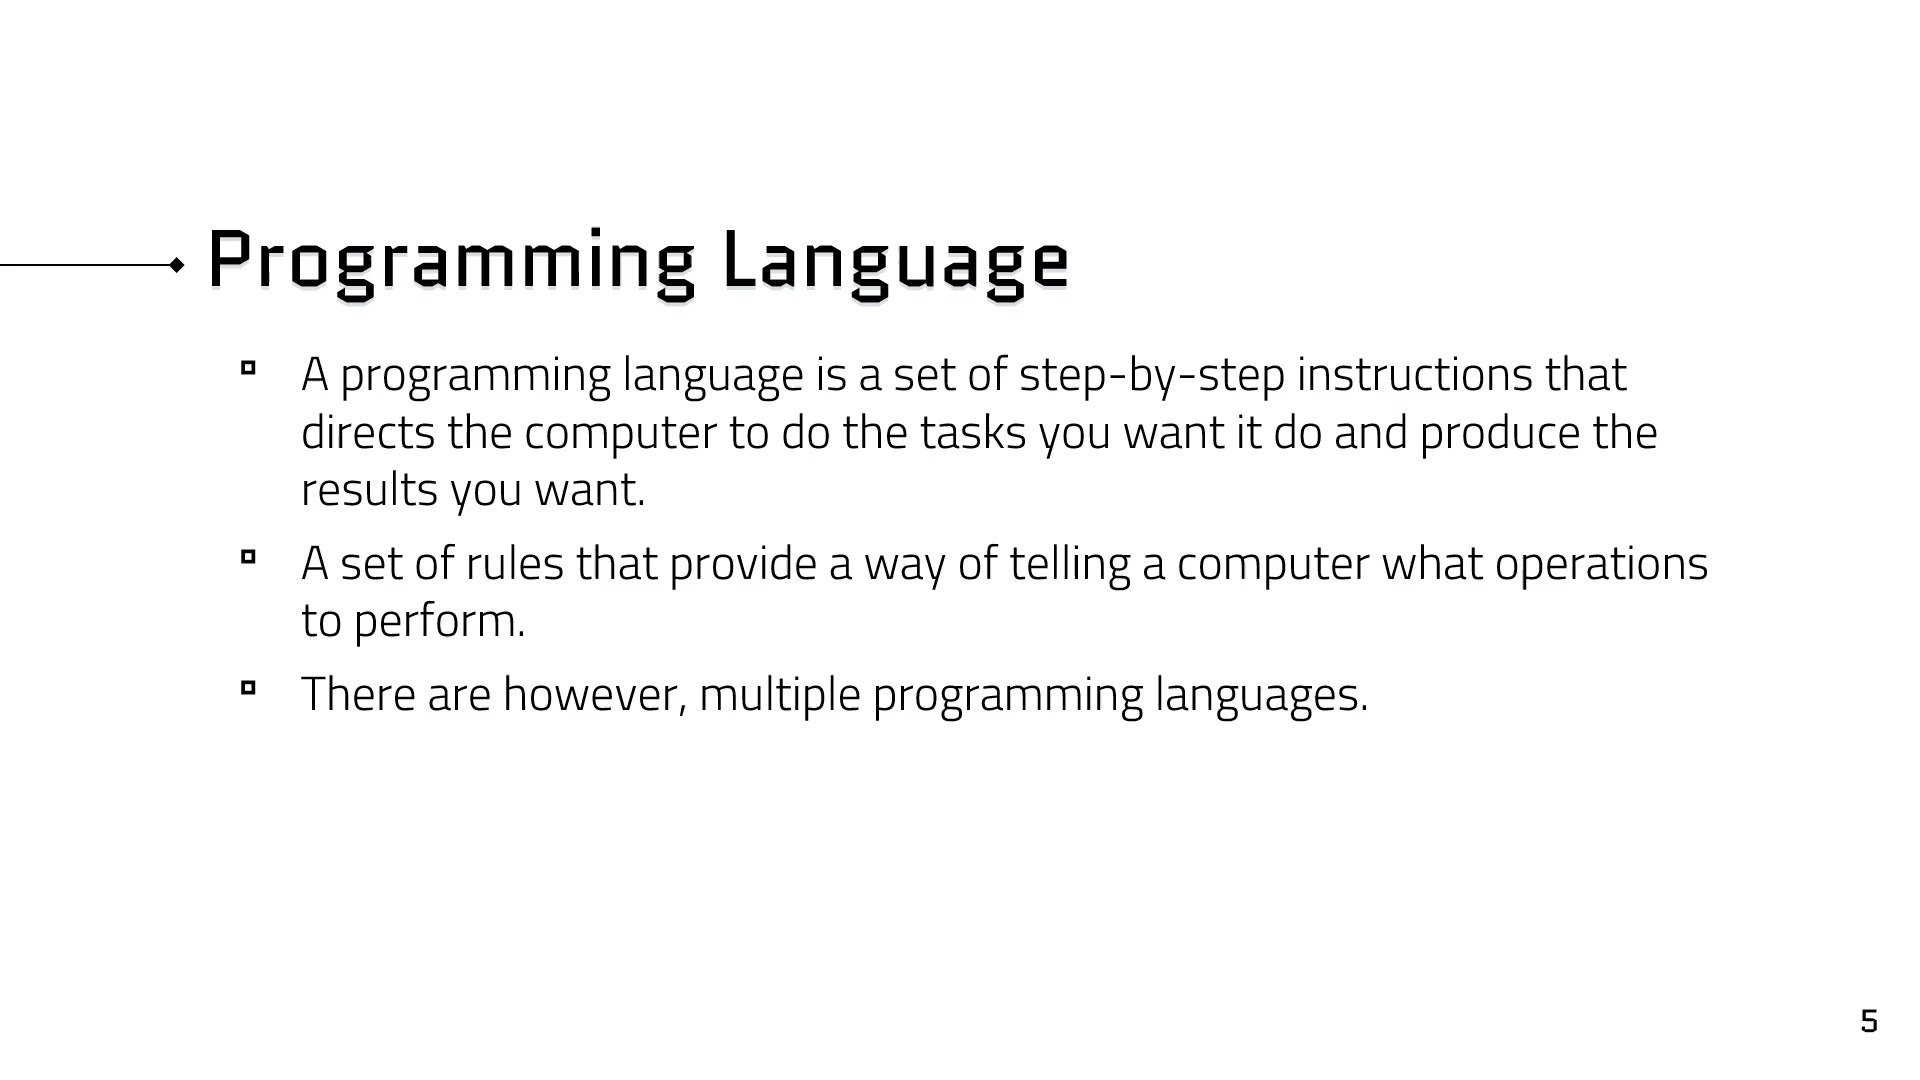 Programming Language
A programming language is a set of step-by-step instructions that
directs the computer to do the tasks you want it do and produce the
results you want.
A set of rules that provide a way of telling a computer what operations
to perform.
There are however, multiple programming languages.
5